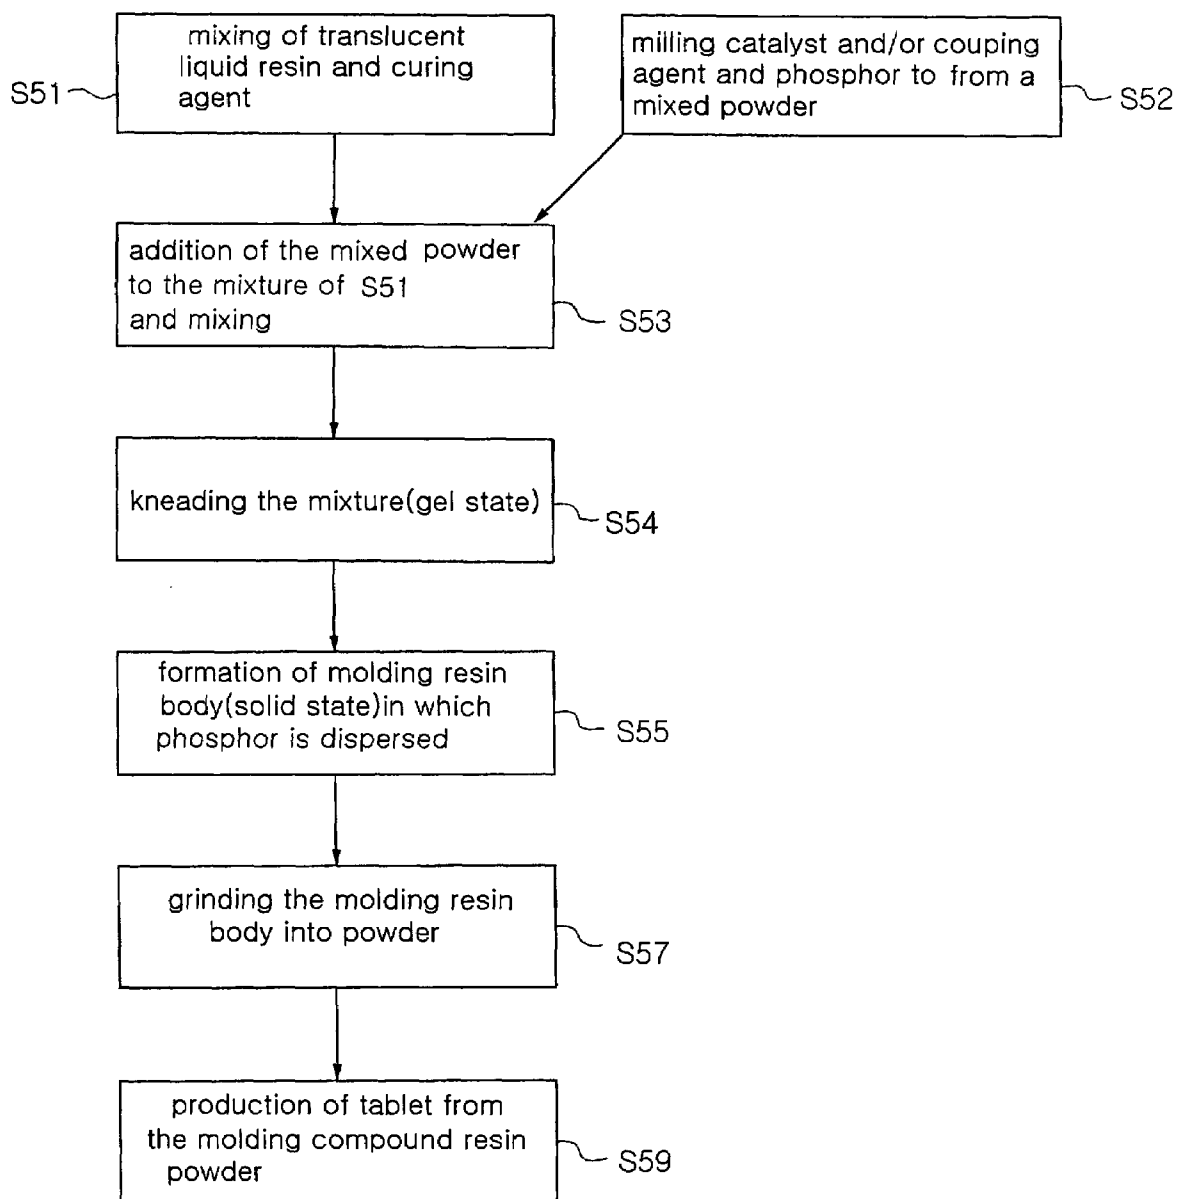 mixing of translucent
liquid resin and curing
agent
S51
milling catalyst and/or couping
agent and phosphor to from a
mixed powder
S52
addition of the mixed powder
to the mixture of S51
and mixing
S53
kneading the mixture(gel state)
S54
formation of molding resin
body(solid state)in which
phosphor is dispersed
S55
grinding the molding resin
body into powder
S57
production of tablet from
the molding compound resin
powder
S59